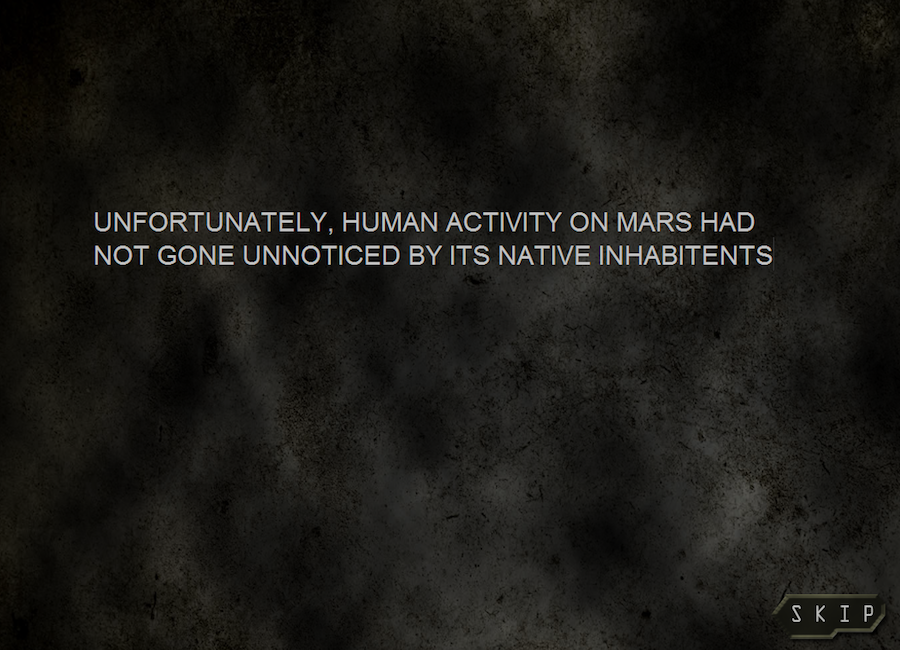 UNFORTUNATELY, HUMAN ACTIVITY ON MARS HAD
NOT GONE UNNOTICED BY ITS NATIVE INHABITENTS
SKIP